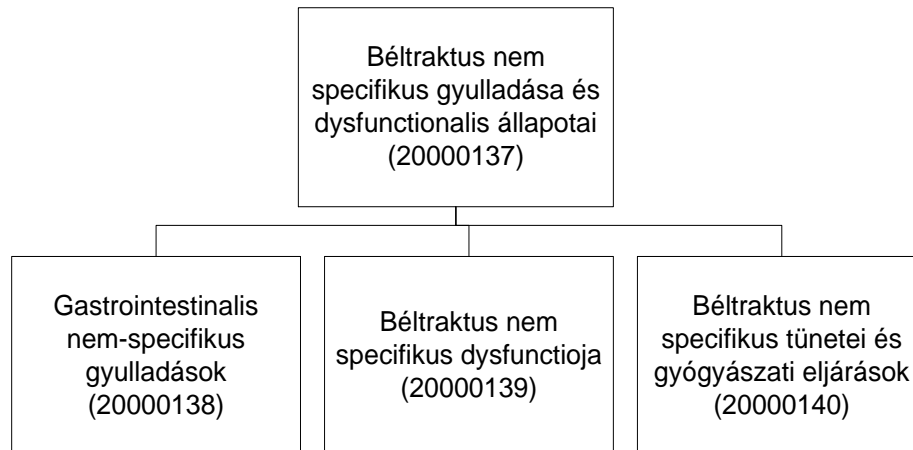 Béltraktus nem
specifikus gyulladása és
dysfunctionalis állapotai
(20000137)
Gastrointestinalis
nem-specifikus
gyulladások
(20000138)
Béltraktus nem
specifikus dysfunctioja
(20000139)
Béltraktus nem
specifikus tünetei és
gyógyászati eljárások
(20000140)